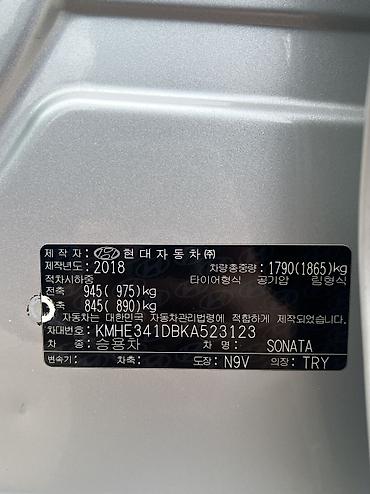 제 작 자: 현대자동차㈜
제작년도: 2018 차량총중량: 1790(1865)kg
적차시하중 타이어형식 공기압 림형식
전축 945( 975)kg
축 845( 890)kg
자동차는 대한민국 자동차관리법령에 적합하게 제작되었습니다.
차대번호: KMHE341DBKA523123
차 종: 승용차 차 명: SONATA
변속기: 차축: 도장: N9V 의장: TRY